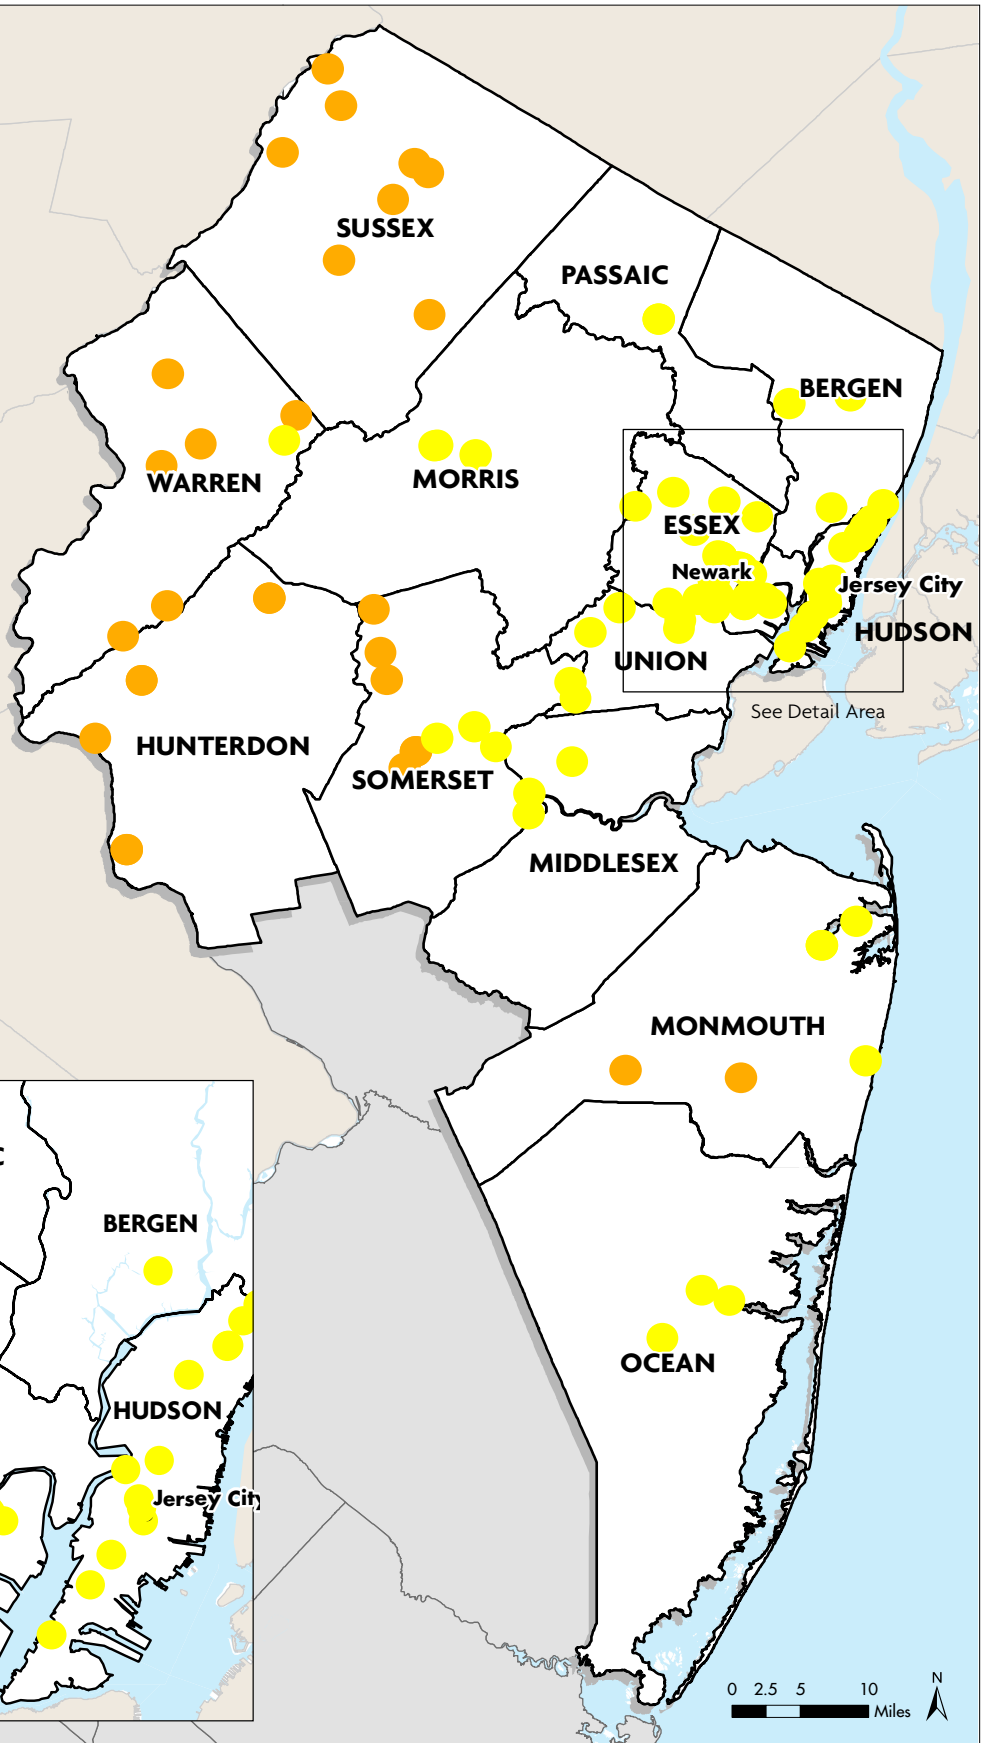 SUSSEX
PASSAIC
BERGEN
WARREN
MORRIS
ESSEX
Newark
Jersey City
HUDSON
UNION
See Detail Area
HUNTERDON
SOMERSET
MIDDLESEX
MONMOUTH
OCEAN
C
BERGEN
HUDSON
Jersey City
0 2.5 5 10
Miles
N